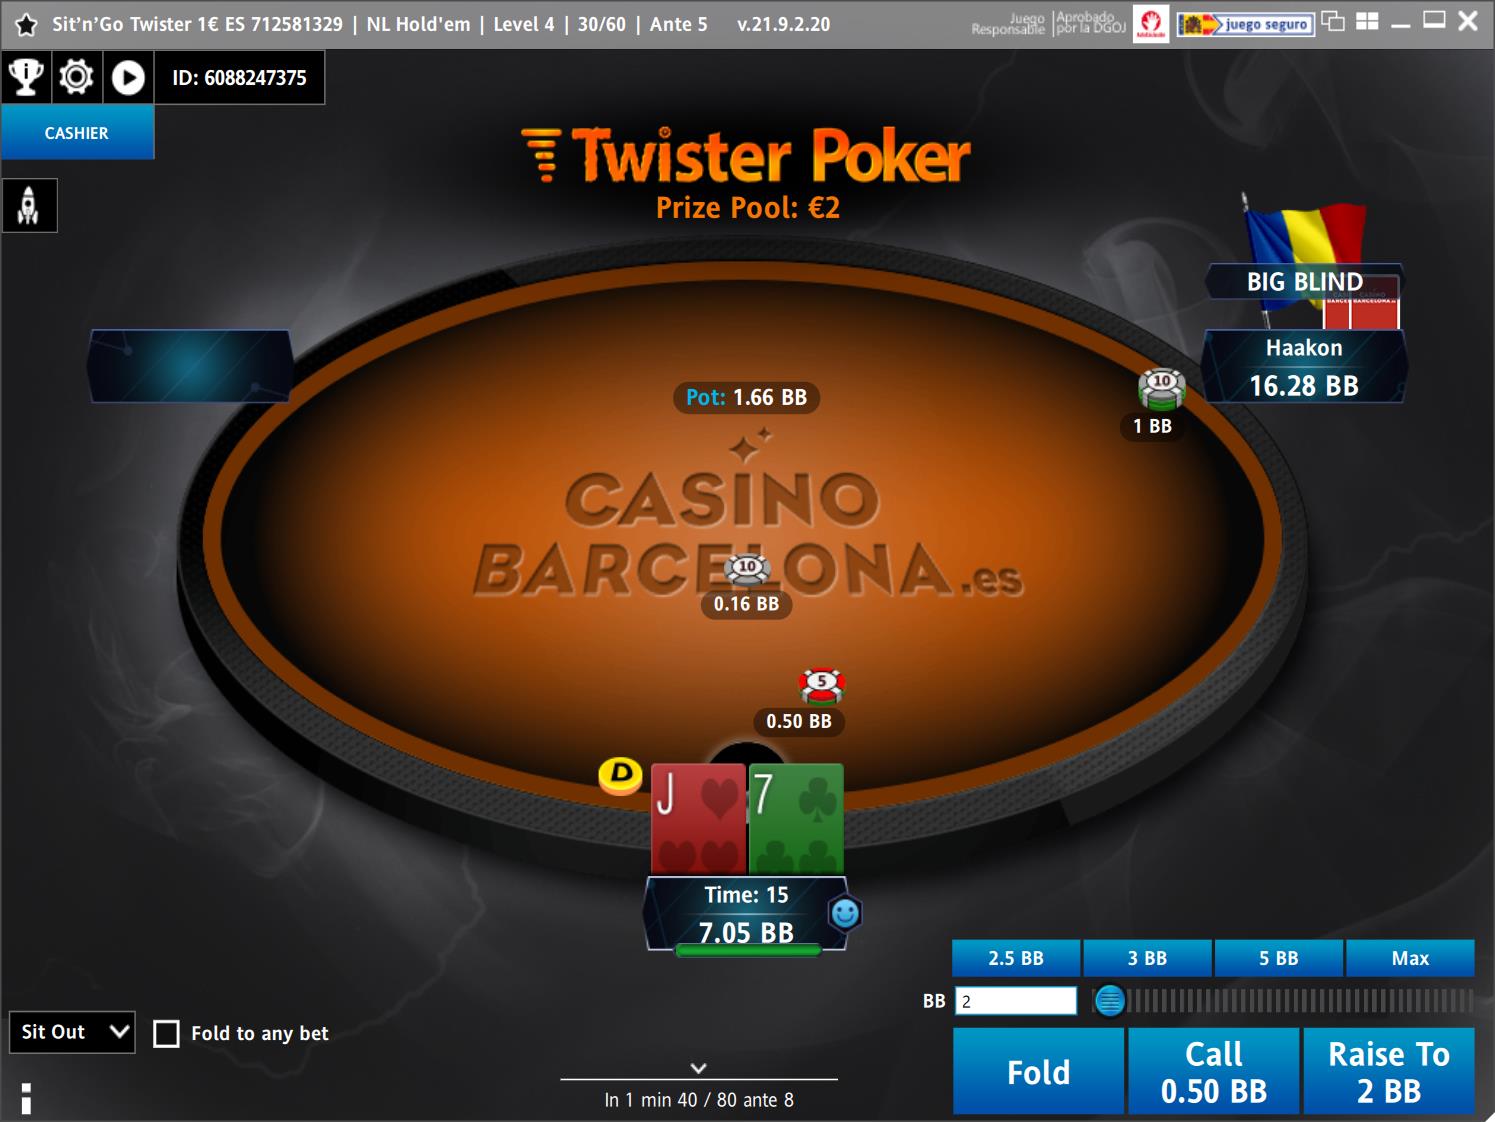 Sit'n'Go Twister 1€ ES 712581329 | NL Hold'em | Level 4 | 30/60 | Ante 5 v.21.9.2.20
Juego Responsable
Aprobado por la DGOJ
juego seguro
ID: 6088247375
CASHIER
Twister Poker
Prize Pool: €2
BIG BLIND
Haakon
16.28 BB
Pot: 1.66 BB
10
1 BB
CASINO
BARCELONA.es
10
0.16 BB
5
0.50 BB
D
J 7
Time: 15
7.05 BB
2.5 BB 3 BB 5 BB Max
BB 2
Sit Out Fold to any bet
Fold
Call
0.50 BB
Raise To
2 BB
In 1 min 40 / 80 ante 8